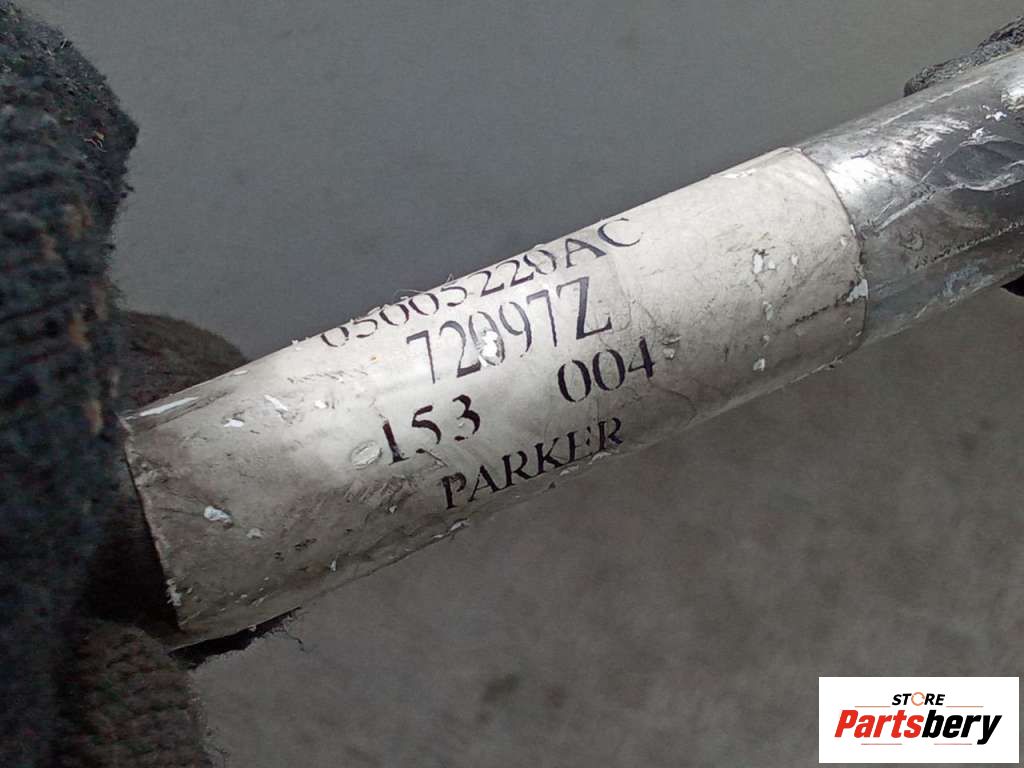 05005220AC
72097Z
153 004
PARKER
STORE
Partsbery